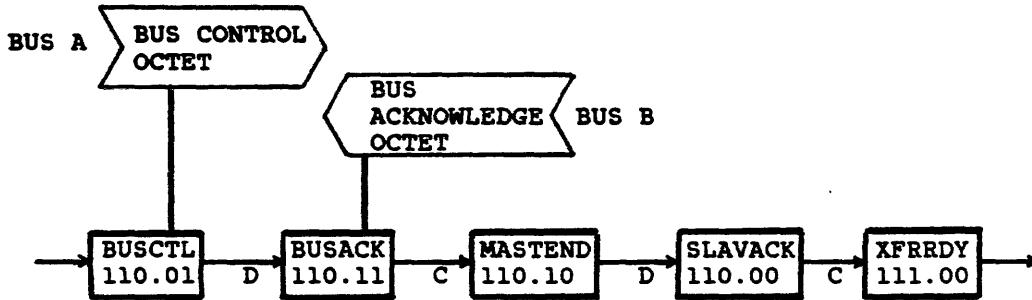 BUS A
BUS CONTROL
OCTET
BUS
ACKNOWLEDGE
OCTET
BUS B
BUSCTL
110.01
D
BUSACK
110.11
C
MASTEND
110.10
D
SLAVACK
110.00
C
XFRRDY
111.00